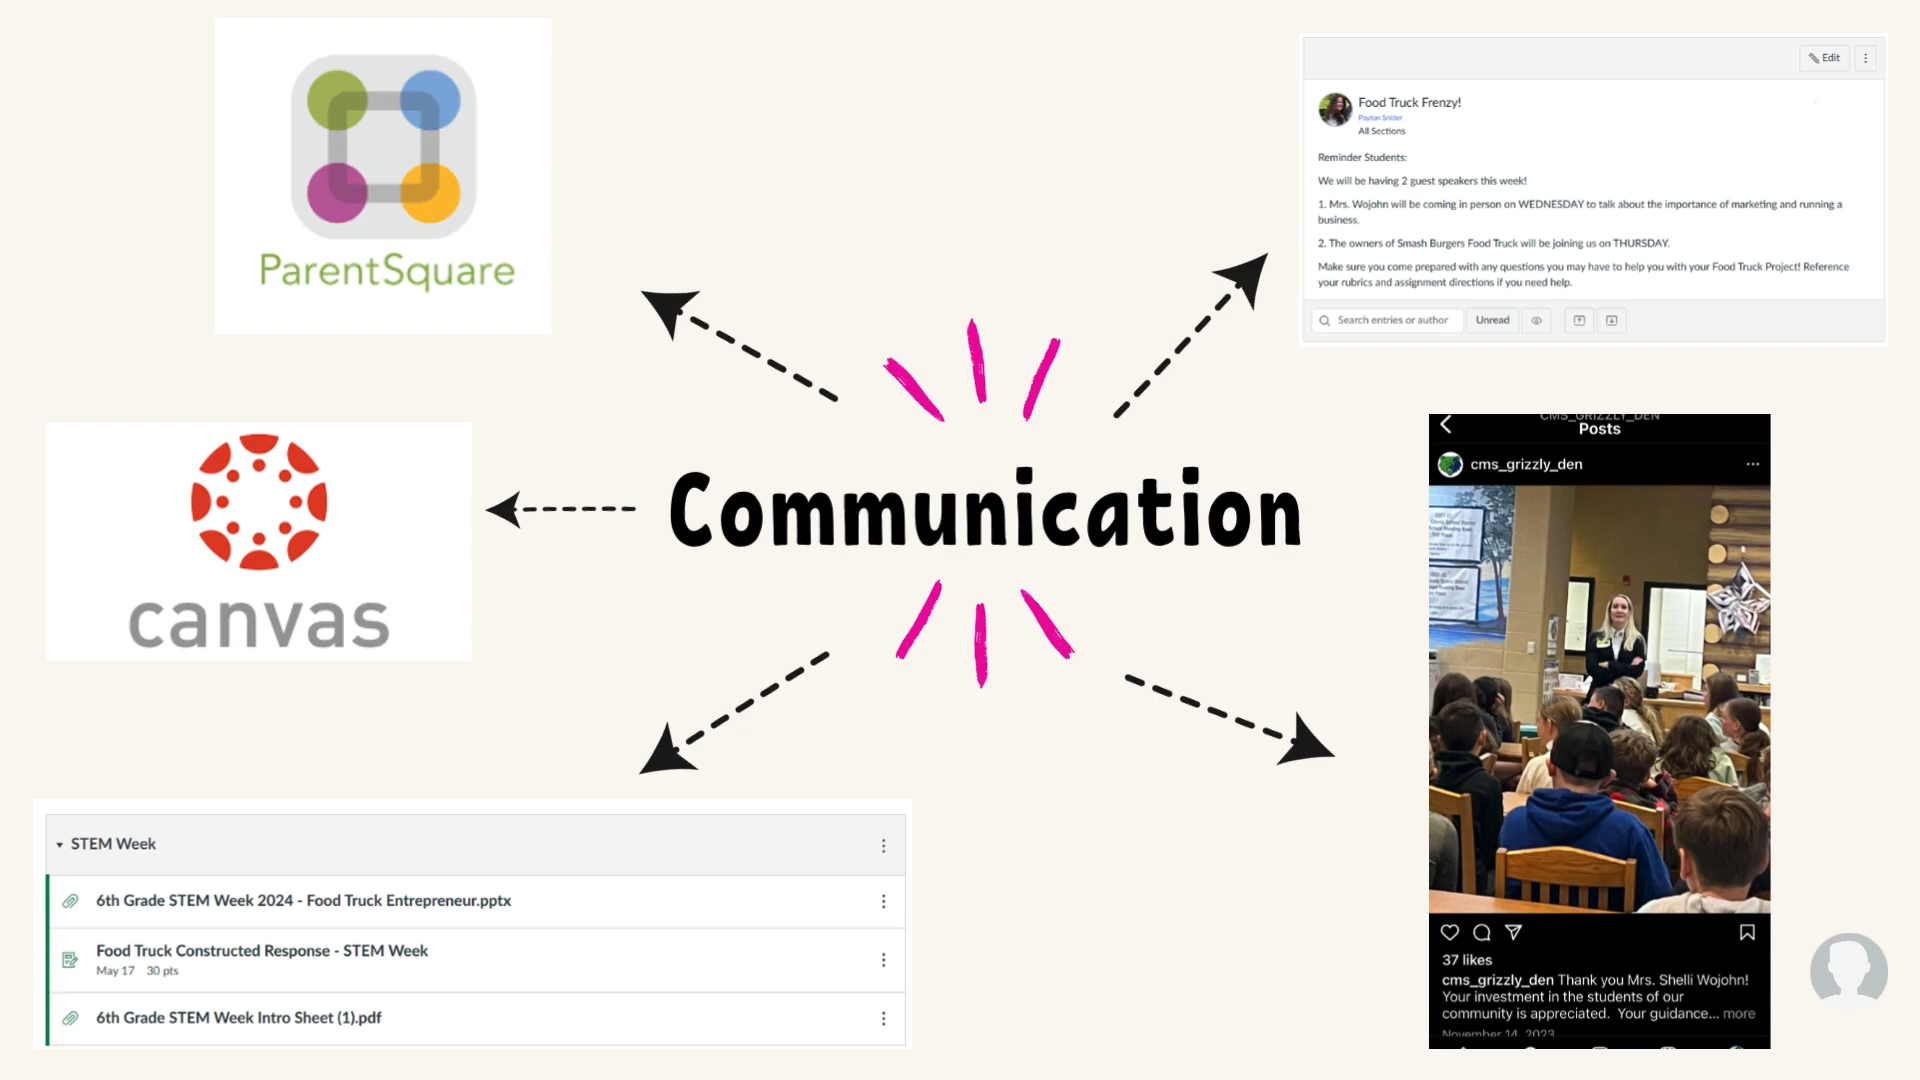 ParentSquare
Edit
Food Truck Frenzy!
Payton Snider
All Sections
Reminder Students:
We will be having 2 guest speakers this week!
1. Mrs. Wojohn will be coming in person on WEDNESDAY to talk about the importance of marketing and running a
business.
2. The owners of Smash Burgers Food Truck will be joining us on THURSDAY.
Make sure you come prepared with any questions you may have to help you with your Food Truck Project! Reference
your rubrics and assignment directions if you need help.
Search entries or author
Unread
canvas
Communication
CMS_GRIZZLY_DEN
Posts
cms_grizzly_den
37 likes
cms_grizzly_den Thank you Mrs. Shelli Wojohn!
Your investment in the students of our
community is appreciated. Your guidance... more
November 14, 2023
STEM Week
6th Grade STEM Week 2024 - Food Truck Entrepreneur.pptx
Food Truck Constructed Response - STEM Week
May 17 30 pts
6th Grade STEM Week Intro Sheet (1).pdf